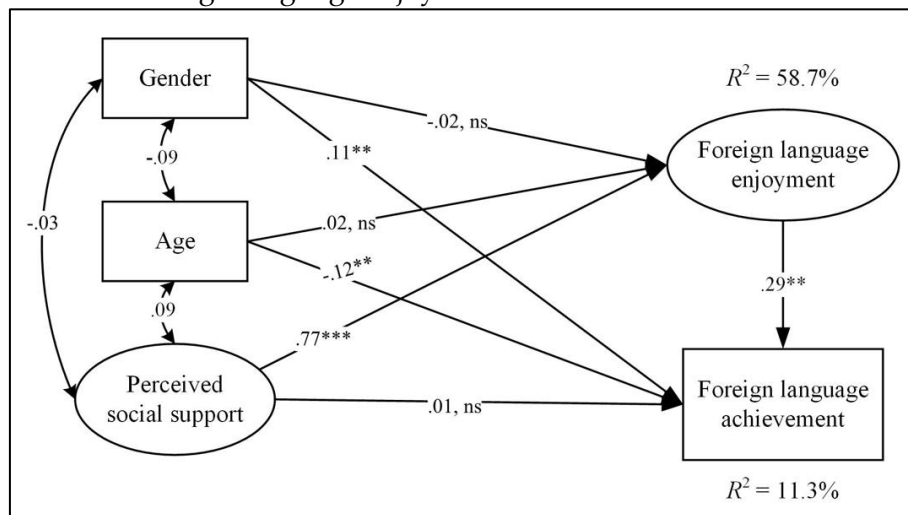 Gender
R² = 58.7%
-.02, ns
Foreign language
enjoyment
.11**
-.09
-.03
.02, ns
Age
-.12**
.29**
.09
.77***
Perceived
social support
.01, ns
Foreign language
achievement
R² = 11.3%